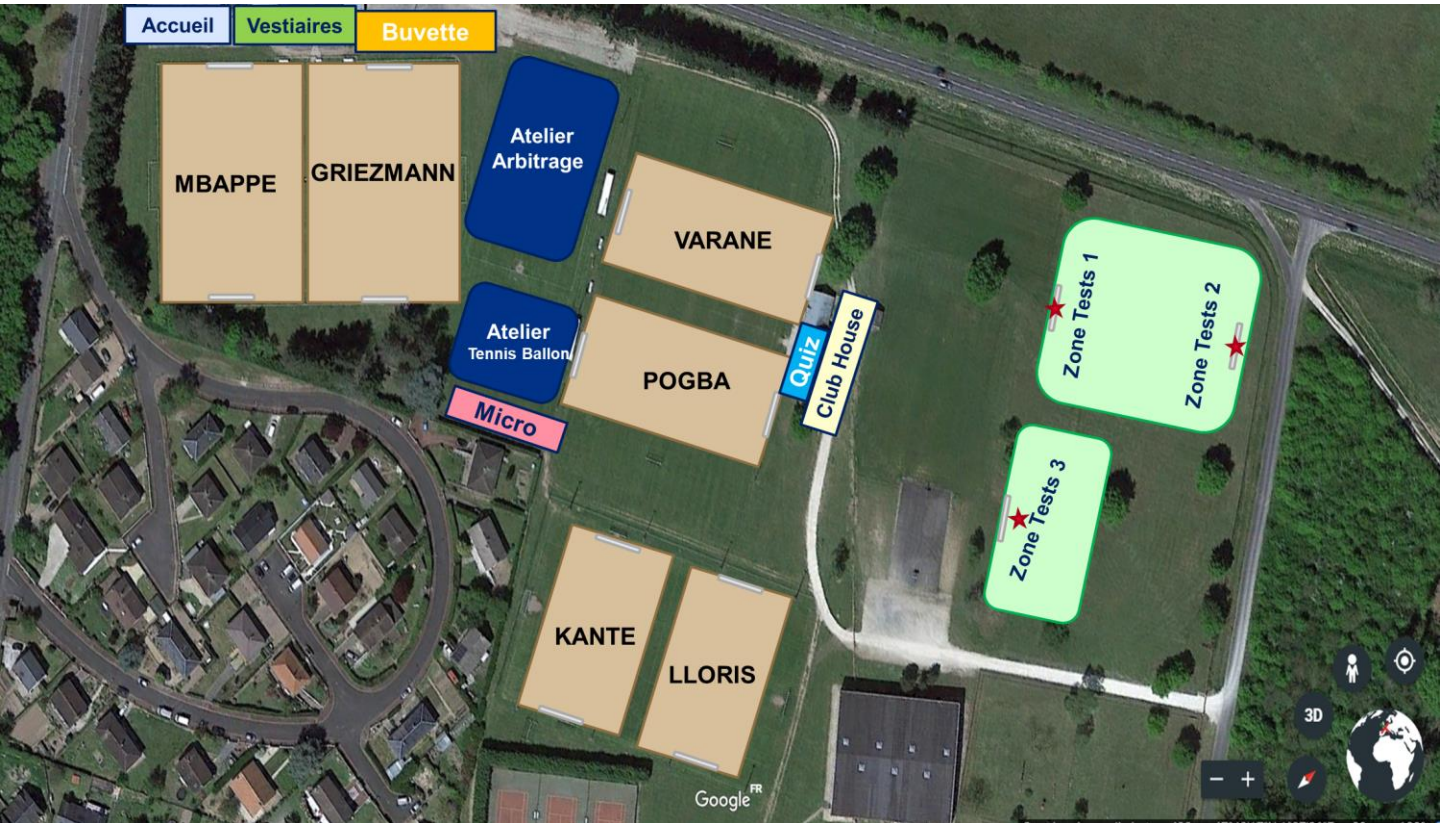 Accueil
Vestiaires
Buvette
MBAPPE
GRIEZMANN
Atelier
Arbitrage
VARANE
Atelier
Tennis Ballon
POGBA
Micro
Quiz
Club House
Zone Tests 1
Zone Tests 2
Zone Tests 3
KANTE
LLORIS
3D
− +
Google FR